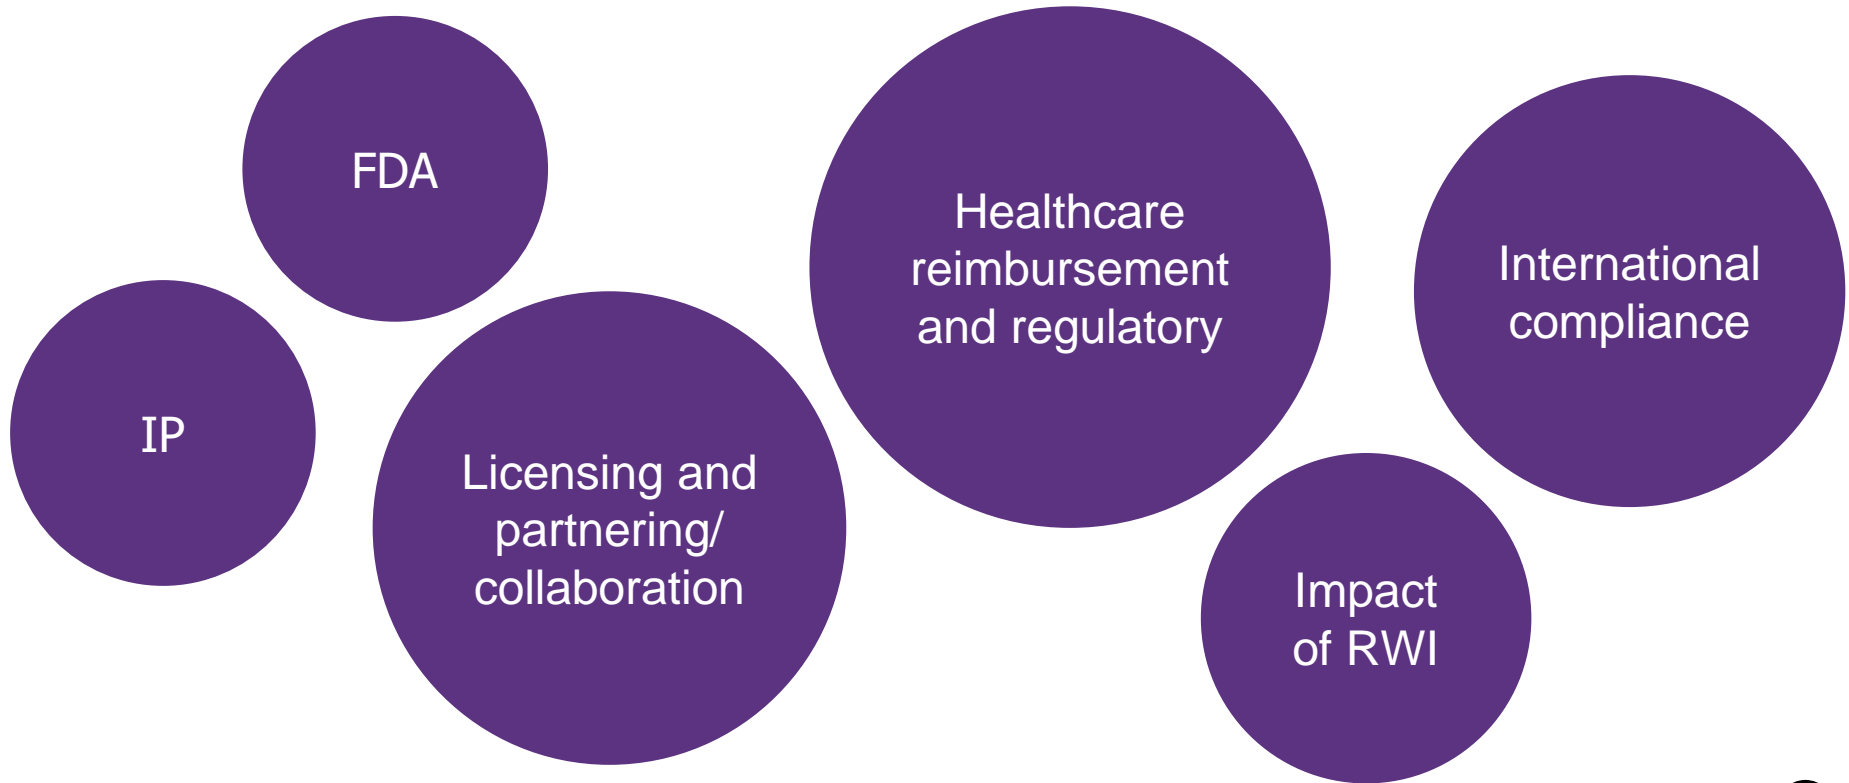 FDA
IP
Licensing and
partnering/
collaboration
Healthcare
reimbursement
and regulatory
Impact
of RWI
International
compliance